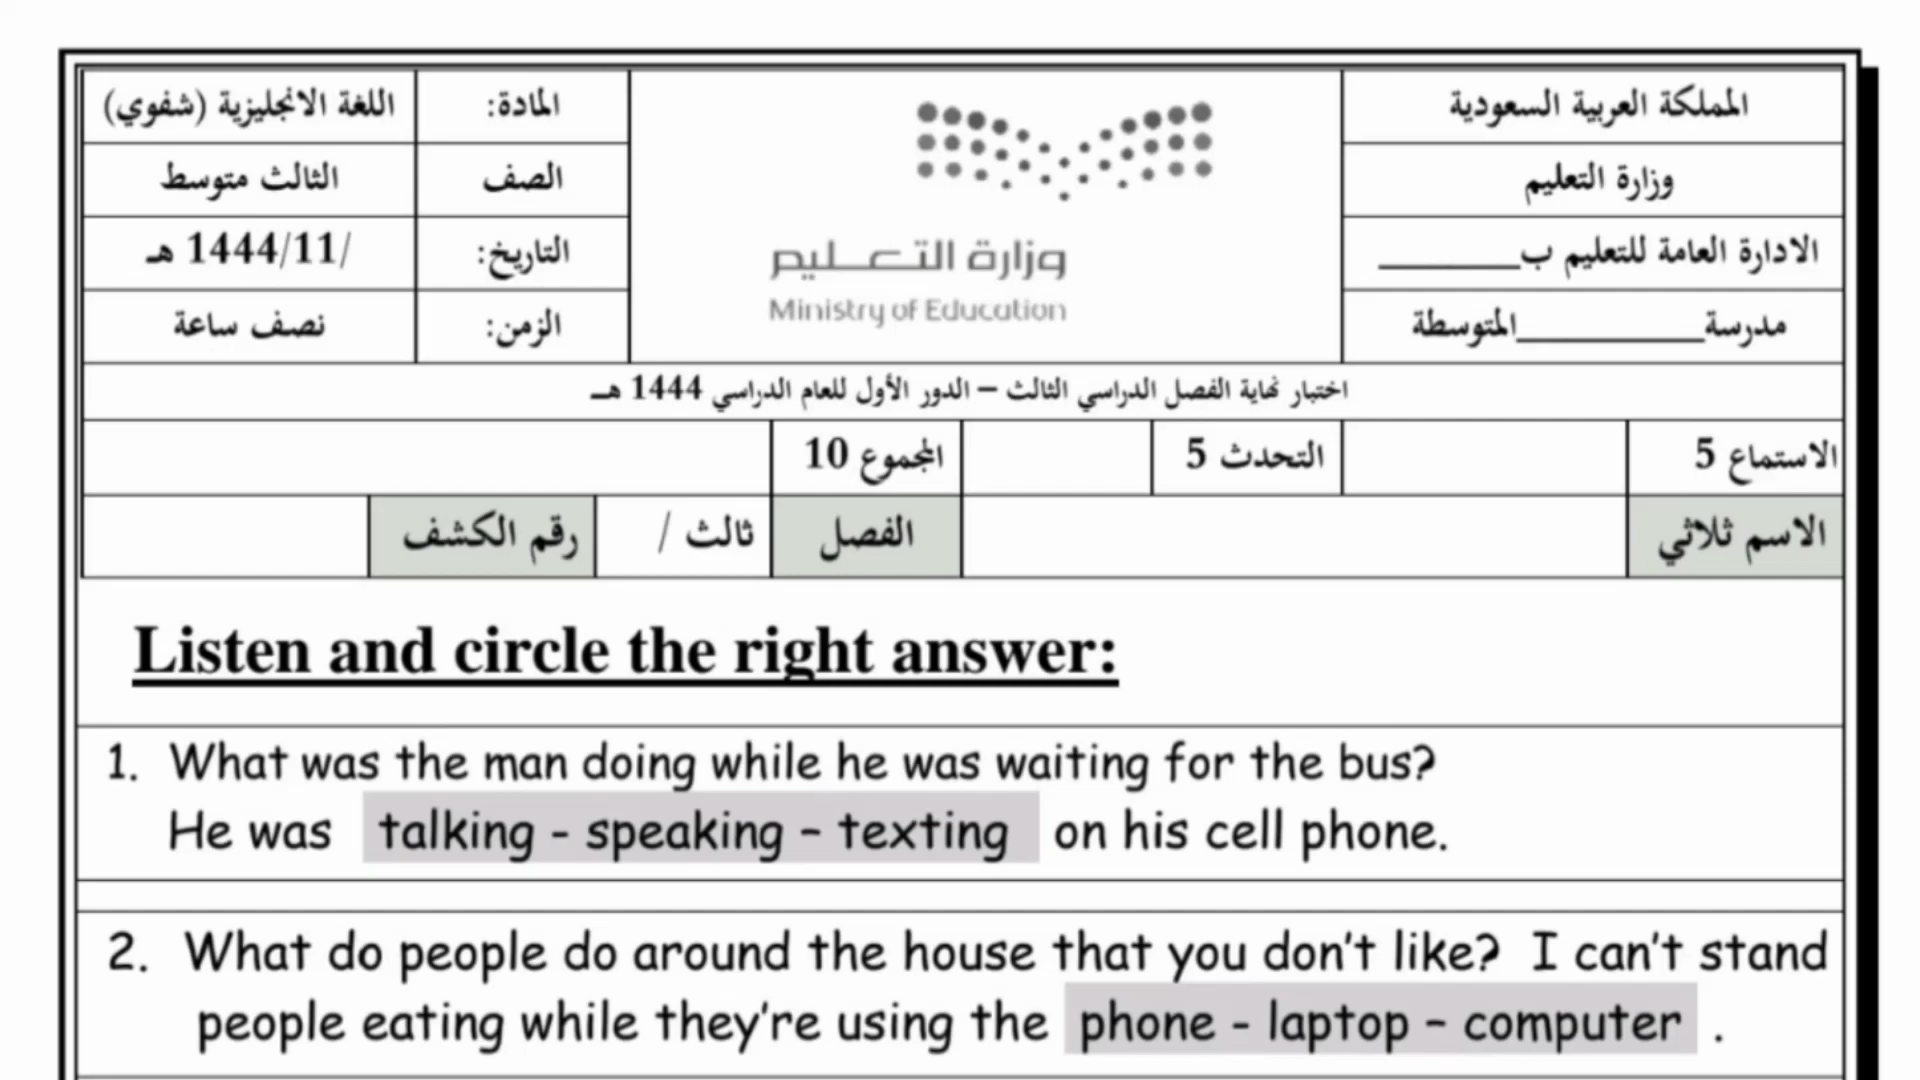 المملكة العربية السعودية
وزارة التعليم
الادارة العامة للتعليم ب________
مدرسة__________المتوسطة
وزارة التعليم
Ministry of Education
المادة: اللغة الانجليزية (شفوي)
الصف الثالث متوسط
التاريخ: /1444/11 هـ
الزمن: نصف ساعة
اختبار نهاية الفصل الدراسي الثالث – الدور الأول للعام الدراسي 1444 هـ
الاستماع 5 التحدث 5 المجموع 10
الاسم ثلاثي الفصل ثالث / رقم الكشف
Listen and circle the right answer:
1. What was the man doing while he was waiting for the bus?
He was talking - speaking – texting on his cell phone.
2. What do people do around the house that you don't like? I can't stand
people eating while they're using the phone - laptop – computer .